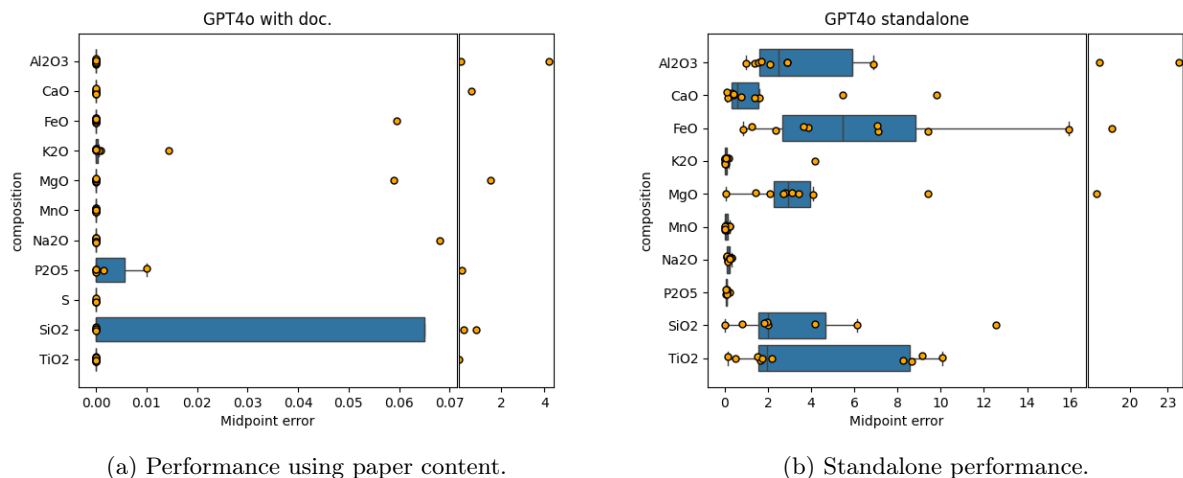 GPT4o with doc.
composition
Al2O3
CaO
FeO
K2O
MgO
MnO
Na2O
P2O5
S
SiO2
TiO2
0.00 0.01 0.02 0.03 0.04 0.05 0.06 0.07 2 4
Midpoint error
(a) Performance using paper content.
GPT4o standalone
composition
Al2O3
CaO
FeO
K2O
MgO
MnO
Na2O
P2O5
SiO2
TiO2
0 2 4 6 8 10 12 14 16 20 23
Midpoint error
(b) Standalone performance.